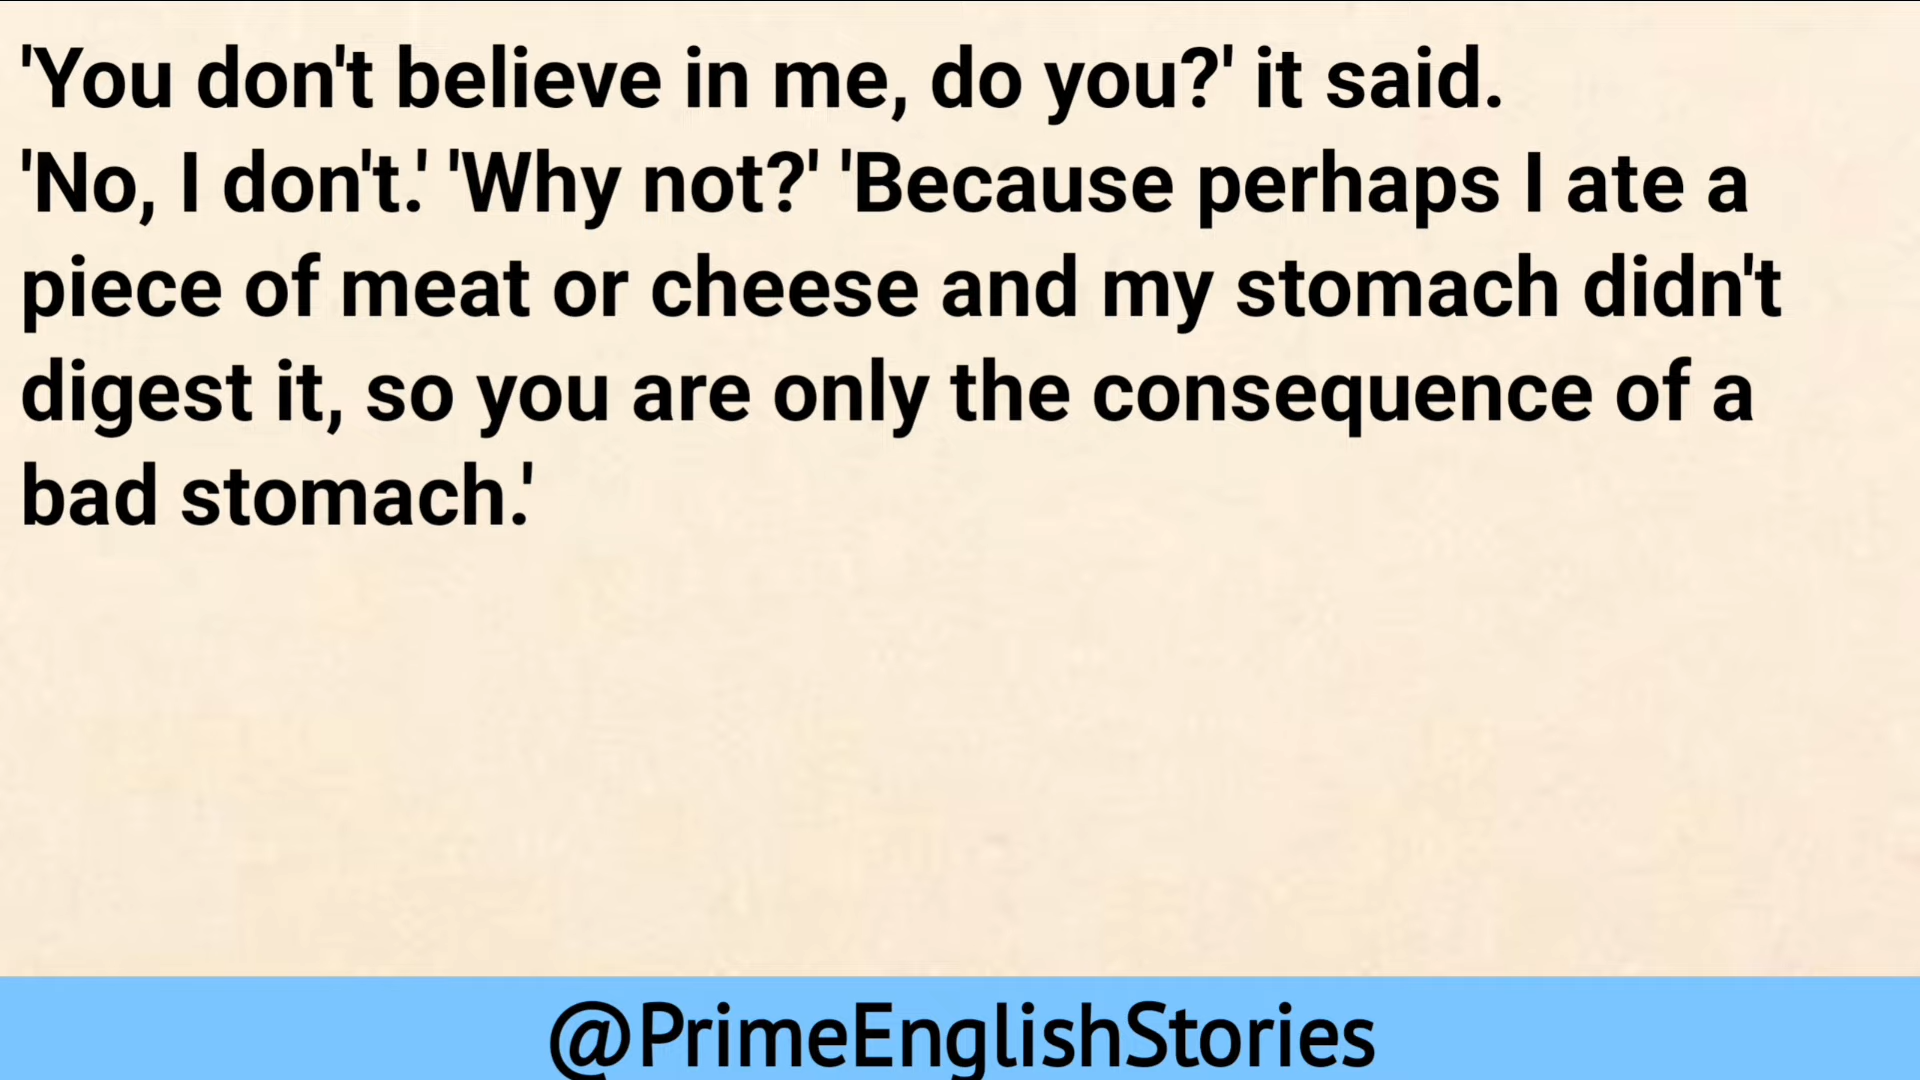 'You don't believe in me, do you?' it said.
'No, I don't.' 'Why not?' 'Because perhaps I ate a
piece of meat or cheese and my stomach didn't
digest it, so you are only the consequence of a
bad stomach.'
@PrimeEnglishStories